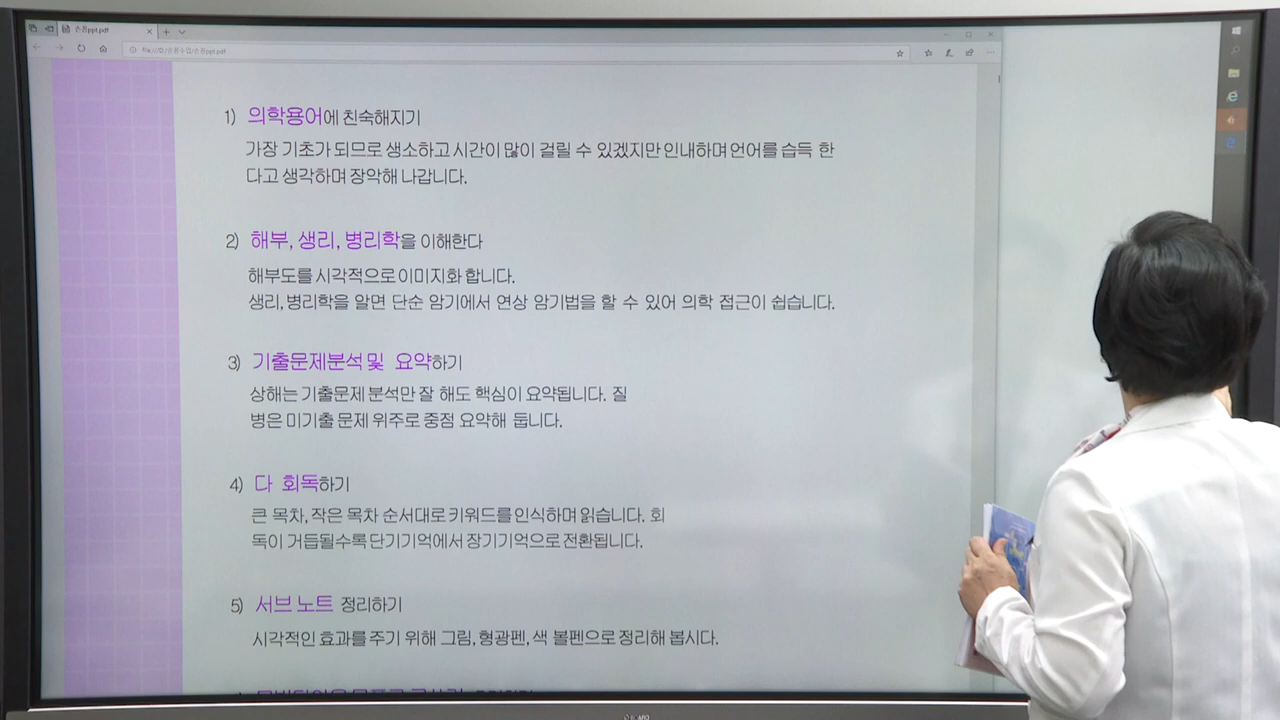 손봄ppt.pdf
1) 의학용어에 친숙해지기
가장 기초가 되므로 생소하고 시간이 많이 걸릴 수 있겠지만 인내하며 언어를 습득 한
다고 생각하며 장악해 나갑니다.
2) 해부, 생리, 병리학을 이해한다
해부도를 시각적으로 이미지화 합니다.
생리, 병리학을 알면 단순 암기에서 연상 암기법을 할 수 있어 의학 접근이 쉽습니다.
3) 기출문제분석 및 요약하기
상해는 기출문제 분석만 잘 해도 핵심이 요약됩니다. 질
병은 미기출 문제 위주로 중점 요약해 둡니다.
4) 다 회독하기
큰 목차, 작은 목차 순서대로 키워드를 인식하며 읽습니다. 회
독이 거듭될수록 단기기억에서 장기기억으로 전환됩니다.
5) 서브 노트 정리하기
시각적인 효과를 주기 위해 그림, 형광펜, 색 볼펜으로 정리해 봅시다.